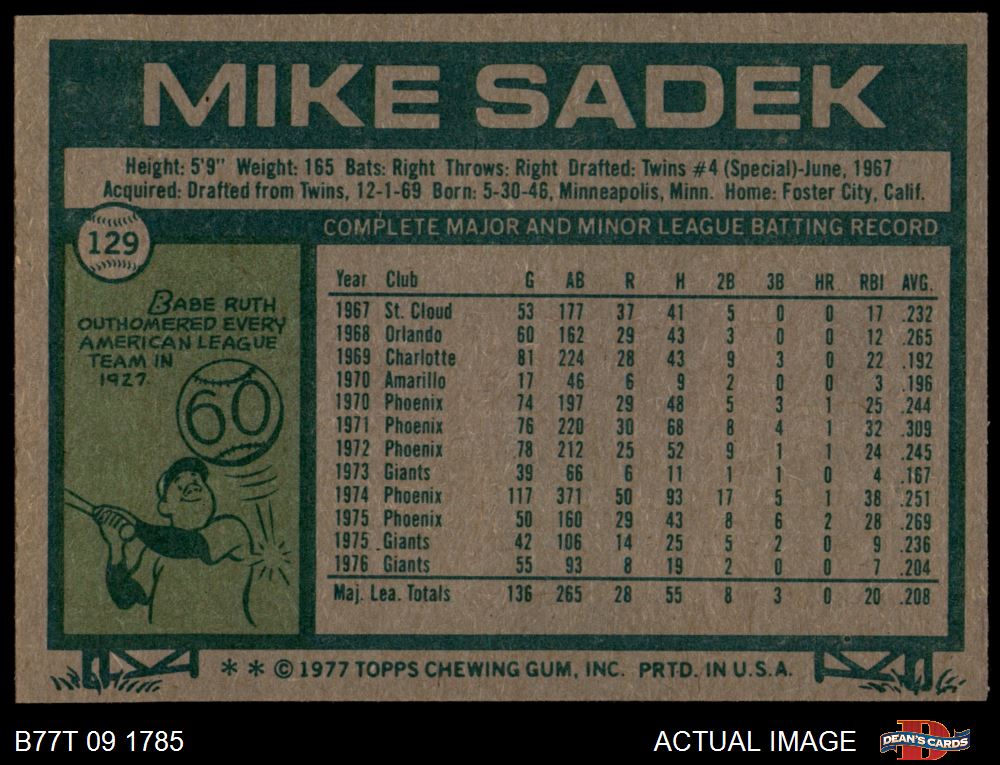 MIKE SADEK
Height: 5'9" Weight: 165 Bats: Right Throws: Right Drafted: Twins #4 (Special)-June, 1967
Acquired: Drafted from Twins, 12-1-69 Born: 5-30-46, Minneapolis, Minn. Home: Foster City, Calif.
129
COMPLETE MAJOR AND MINOR LEAGUE BATTING RECORD
BABE RUTH
OUTHOMERED EVERY
AMERICAN LEAGUE
TEAM IN
1927
60
Year Club G AB R H 2B 3B HR RBI AVG.
1967 St. Cloud 53 177 37 41 5 0 0 17 .232
1968 Orlando 60 162 29 43 3 0 0 12 .265
1969 Charlotte 81 224 28 43 9 3 0 22 .192
1970 Amarillo 17 46 6 9 2 0 0 3 .196
1970 Phoenix 74 197 29 48 5 3 1 25 .244
1971 Phoenix 76 220 30 68 8 4 1 32 .309
1972 Phoenix 78 212 25 52 9 1 1 24 .245
1973 Giants 39 66 6 11 1 1 0 4 .167
1974 Phoenix 117 371 50 93 17 5 1 38 .251
1975 Phoenix 50 160 29 43 8 6 2 28 .269
1975 Giants 42 106 14 25 5 2 0 9 .236
1976 Giants 55 93 8 19 2 0 0 7 .204
Maj. Lea. Totals 136 265 28 55 8 3 0 20 .208
* * © 1977 TOPPS CHEWING GUM, INC. PRTD. IN U.S.A.
B77T 09 1785
ACTUAL IMAGE
D
DEAN'S CARDS